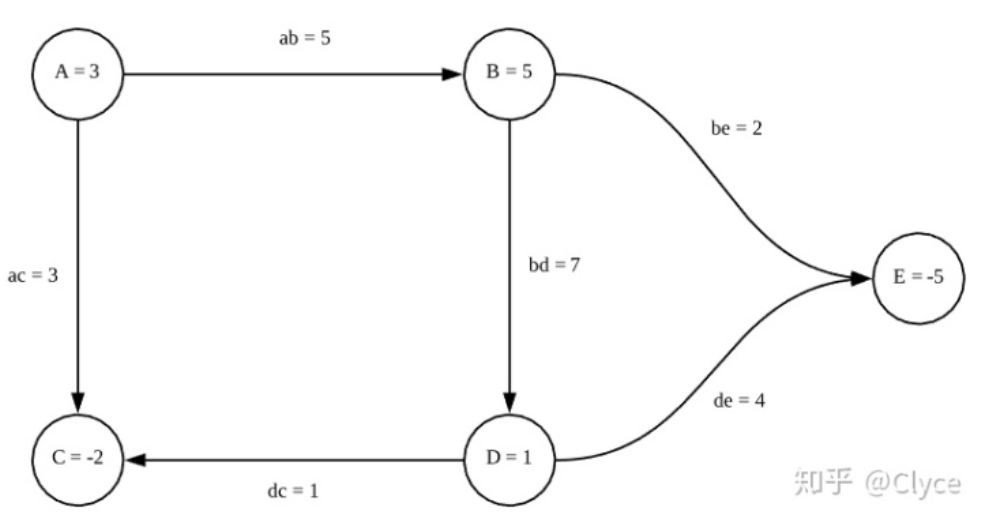 ab = 5
A = 3
B = 5
be = 2
ac = 3
bd = 7
E = -5
de = 4
C = -2
D = 1
dc = 1
知乎 @Clyce